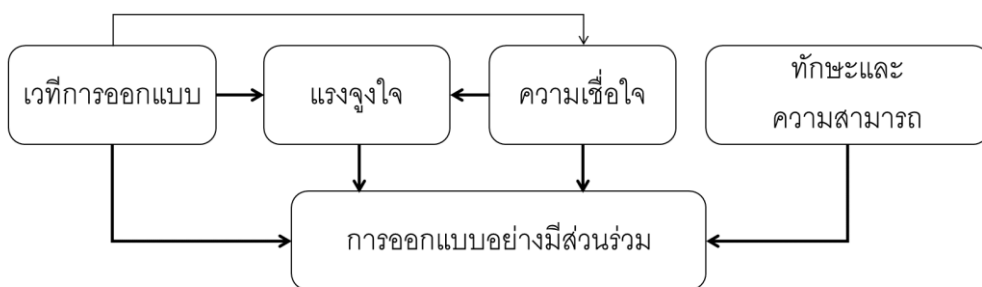 เวทีการออกแบบ
แรงจูงใจ
ความเชื่อใจ
ทักษะและ
ความสามารถ
การออกแบบอย่างมีส่วนร่วม